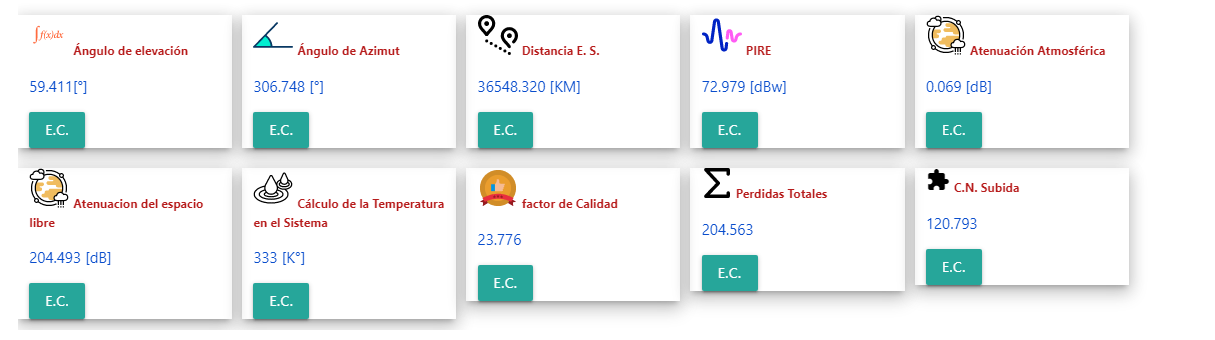 ∫f(x)dx Ángulo de elevación
59.411[°]
E.C.
Ángulo de Azimut
306.748 [°]
E.C.
Distancia E. S.
36548.320 [KM]
E.C.
PIRE
72.979 [dBw]
E.C.
Atenuación Atmosférica
0.069 [dB]
E.C.
Atenuacion del espacio
libre
204.493 [dB]
E.C.
Cálculo de la Temperatura
en el Sistema
333 [K°]
E.C.
factor de Calidad
23.776
E.C.
Σ Perdidas Totales
204.563
E.C.
C.N. Subida
120.793
E.C.